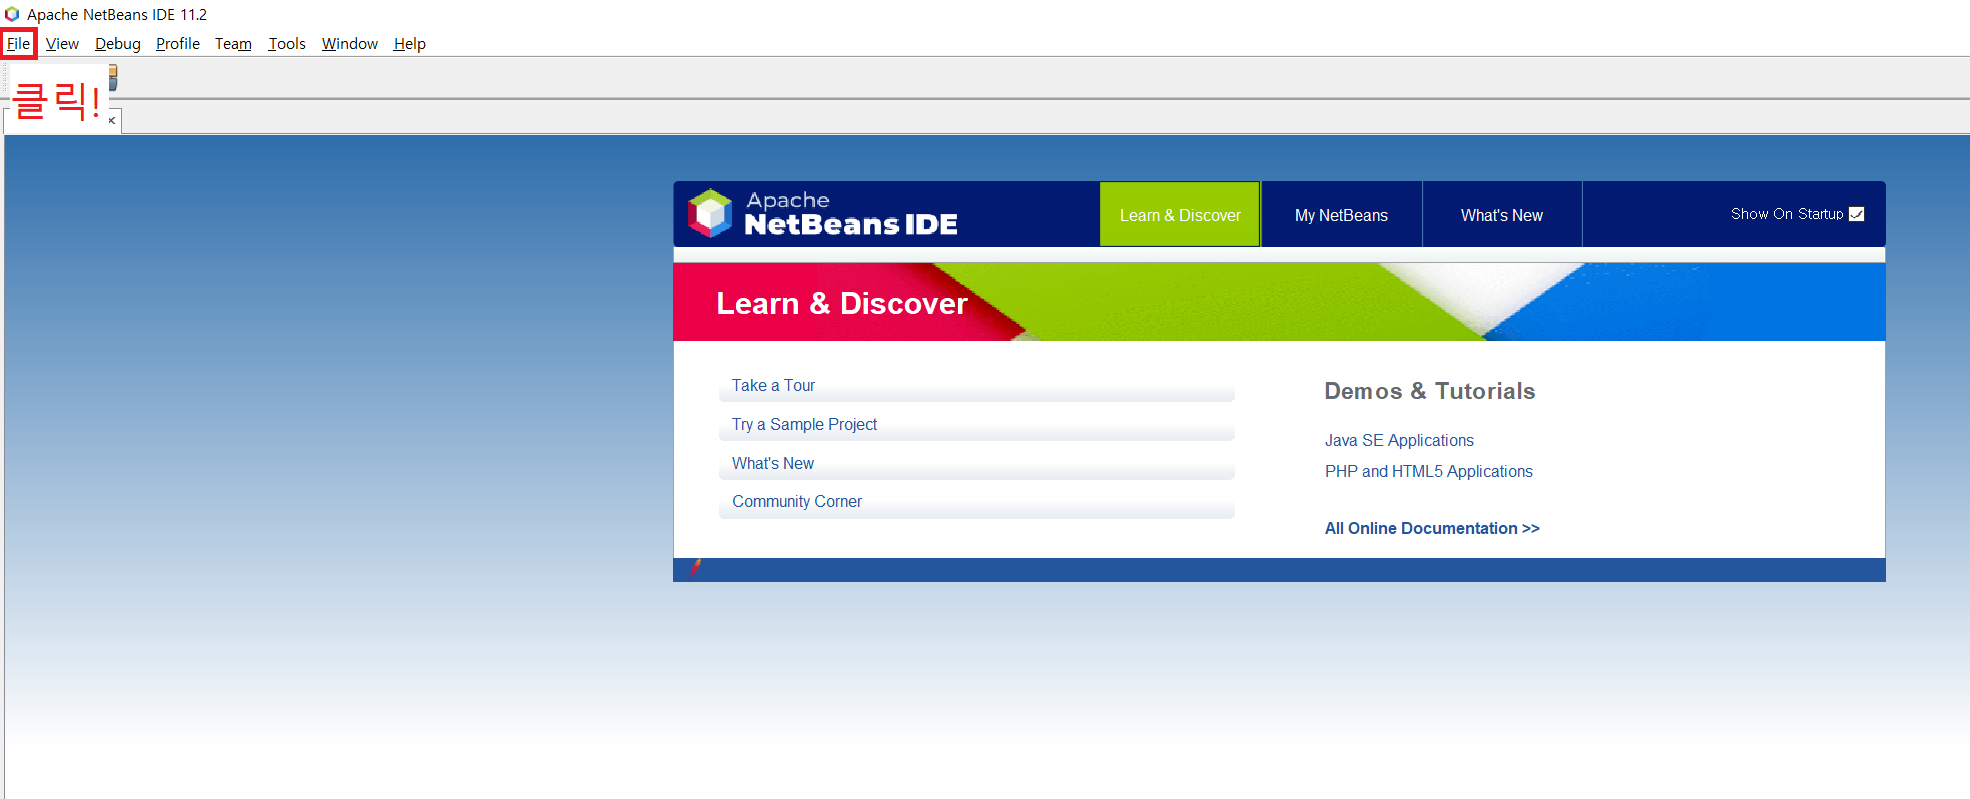 Apache NetBeans IDE 11.2
File View Debug Profile Team Tools Window Help
클릭!
Apache
NetBeans IDE
Learn & Discover
My NetBeans
What's New
Show On Startup
Learn & Discover
Take a Tour
Try a Sample Project
What's New
Community Corner
Demos & Tutorials
Java SE Applications
PHP and HTML5 Applications
All Online Documentation >>